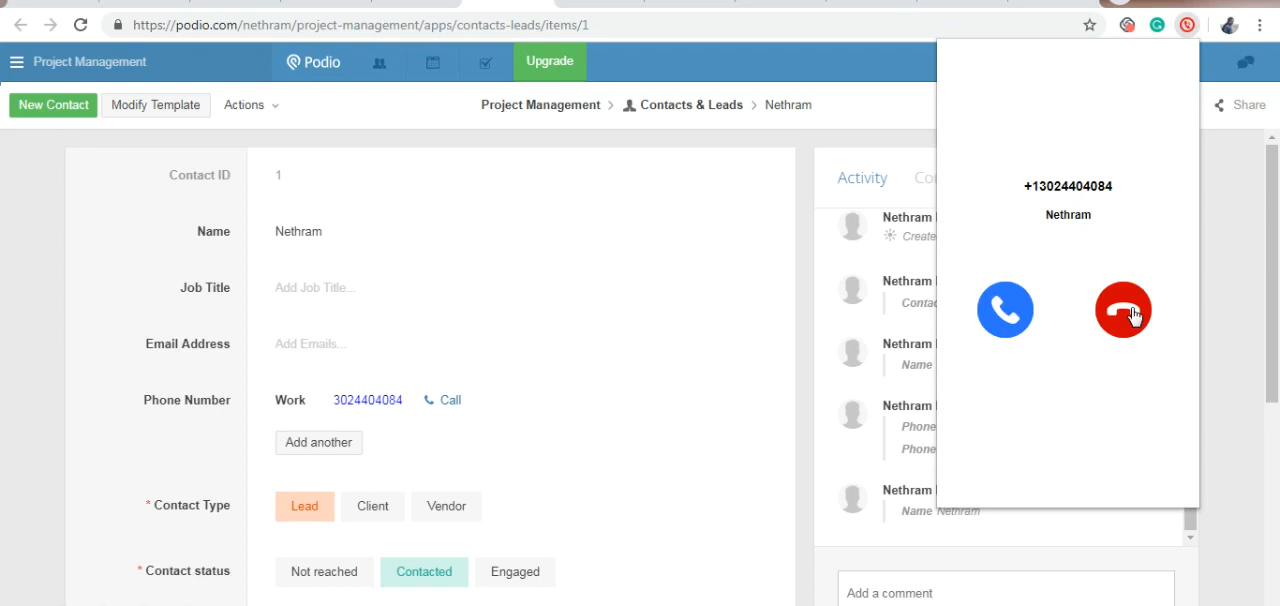 https://podio.com/nethram/project-management/apps/contacts-leads/items/1
Project Management
Podio
Upgrade
New Contact
Modify Template
Actions
Project Management > Contacts & Leads > Nethram
Share
Contact ID
1
Name
Nethram
Job Title
Add Job Title...
Email Address
Add Emails...
Phone Number
Work
3024404084
Call
Add another
* Contact Type
Lead
Client
Vendor
* Contact status
Not reached
Contacted
Engaged
Activity
Nethram
Create
Nethram
Nethram
Name
Nethram
Phone
Phone
Nethram
Name Nethram
Add a comment
+13024404084
Nethram